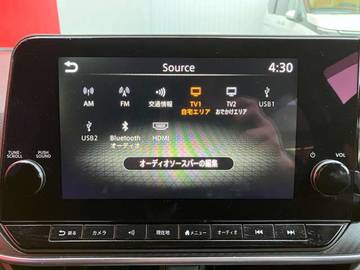 Source
4:30
AM
FM
交通情報
TV1
自宅エリア
TV2
おでかけエリア
USB1
USB2
Bluetooth
オーディオ
HDMI
オーディオソースバーの編集
TUNE・
SCROLL
PUSH
SOUND
VOL
戻る
カメラ
現在地
メニュー
オーディオ